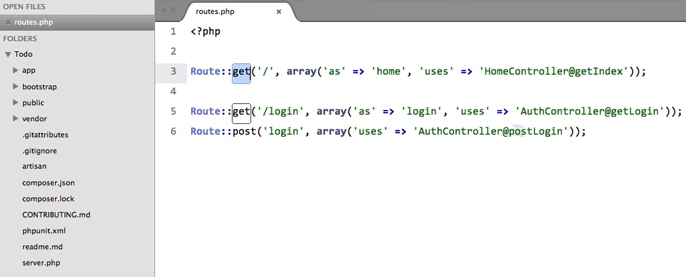 OPEN FILES
routes.php
FOLDERS
Todo
app
bootstrap
public
vendor
.gitattributes
.gitignore
artisan
composer.json
composer.lock
CONTRIBUTING.md
phpunit.xml
readme.md
server.php
routes.php
1 <?php
2
3 Route::get('/', array('as' => 'home', 'uses' => 'HomeController@getIndex'));
4
5 Route::get('/login', array('as' => 'login', 'uses' => 'AuthController@getLogin'));
6 Route::post('login', array('uses' => 'AuthController@postLogin'));